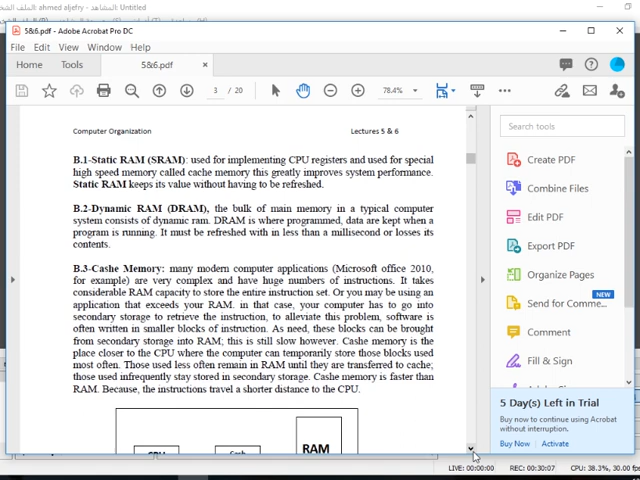 المشاهد: ahmed aljefry - الملف الشخ
Untitled
5&6.pdf - Adobe Acrobat Pro DC
File Edit View Window Help
Home Tools 5&6.pdf ×
3 / 20 78.4%
Search tools
Computer Organization Lectures 5 & 6
B.1-Static RAM (SRAM): used for implementing CPU registers and used for special
high speed memory called cache memory this greatly improves system performance.
Static RAM keeps its value without having to be refreshed.
B.2-Dynamic RAM (DRAM), the bulk of main memory in a typical computer
system consists of dynamic ram. DRAM is where programmed, data are kept when a
program is running. It must be refreshed with in less than a millisecond or losses its
contents.
B.3-Cashe Memory: many modern computer applications (Microsoft office 2010,
for example) are very complex and have huge numbers of instructions. It takes
considerable RAM capacity to store the entire instruction set. Or you may be using an
application that exceeds your RAM. in that case, your computer has to go into
secondary storage to retrieve the instruction, to alleviate this problem, software is
often written in smaller blocks of instruction. As need, these blocks can be brought
from secondary storage into RAM; this is still slow however. Cashe memory is the
place closer to the CPU where the computer can temporarily store those blocks used
most often. Those used less often remain in RAM until they are transferred to cache;
those used infrequently stay stored in secondary storage. Cashe memory is faster than
RAM. Because, the instructions travel a shorter distance to the CPU.
RAM
Create PDF
Combine Files
Edit PDF
Export PDF
Organize Pages
NEW
Send for Comme...
Comment
Fill & Sign
5 Day(s) Left in Trial
Buy now to continue using Acrobat
without interruption.
Buy Now Activate
LIVE: 00:00:00 REC: 00:30:07 CPU: 38.3%, 30.00 fps